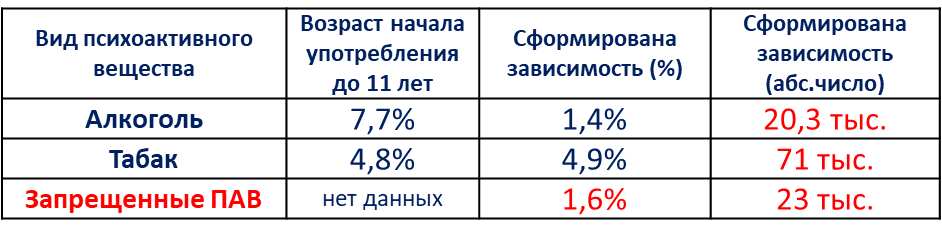 Вид психоактивного
вещества
Возраст начала
употребления
до 11 лет
Сформирована
зависимость (%)
Сформирована
зависимость
(абс.число)
Алкоголь 7,7% 1,4% 20,3 тыс.
Табак 4,8% 4,9% 71 тыс.
Запрещенные ПАВ нет данных 1,6% 23 тыс.